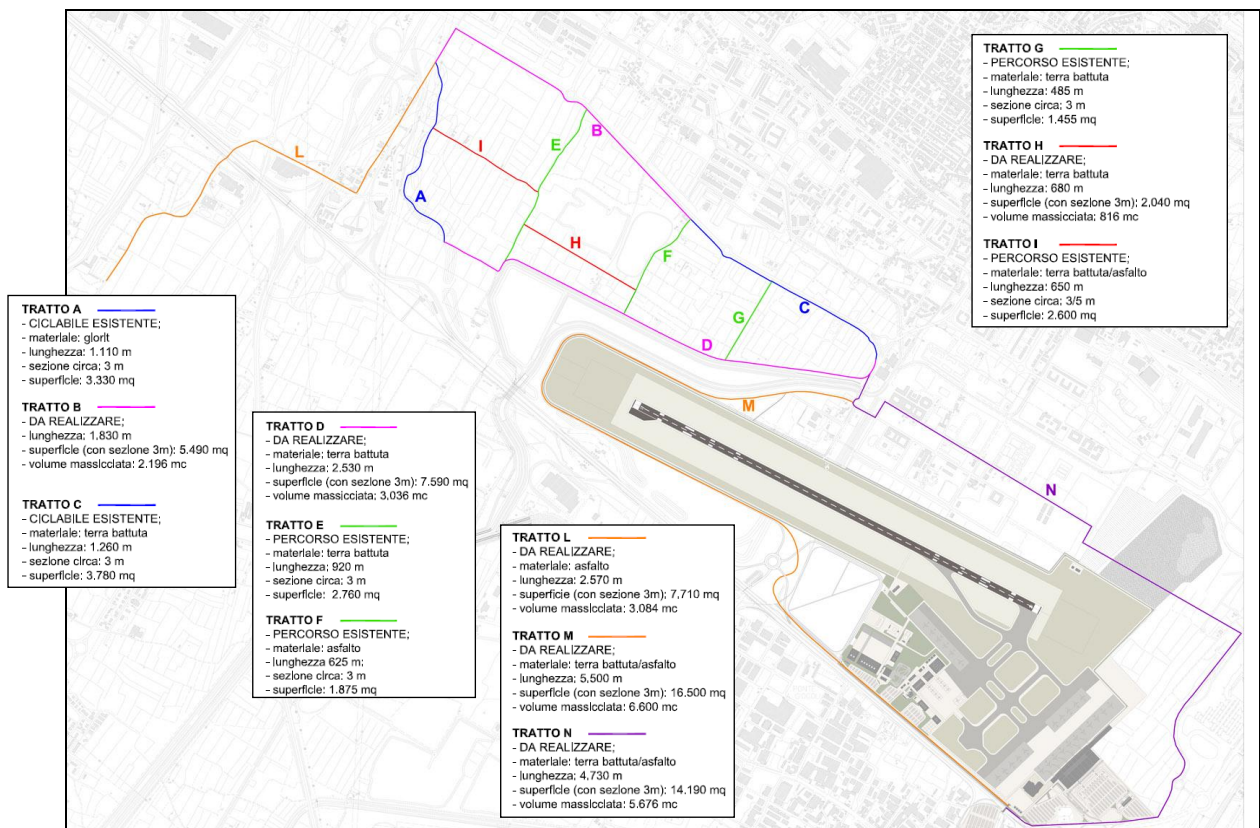 TRATTO A
- CICLABILE ESISTENTE;
- materiale: glorit
- lunghezza: 1.110 m
- sezione circa; 3 m
- superficie: 3.330 mq
TRATTO B
- DA REALIZZARE;
- lunghezza: 1.830 m
- superficie (con sezione 3m): 5.490 mq
- volume massicciata: 2.196 mc
TRATTO C
- CICLABILE ESISTENTE;
- materiale: terra battuta
- lunghezza: 1.260 m
- sezione circa: 3 m
- superficie: 3.780 mq
TRATTO D
- DA REALIZZARE;
- materiale: terra battuta
- lunghezza: 2.530 m
- superficie (con sezione 3m): 7.590 mq
- volume massicciata: 3.036 mc
TRATTO E
- PERCORSO ESISTENTE;
- materiale: terra battuta
- lunghezza: 920 m
- sezione circa: 3 m
- superficie: 2.760 mq
TRATTO F
- PERCORSO ESISTENTE;
- materiale: asfalto
- lunghezza 625 m;
- sezione circa: 3 m
- superficie: 1.875 mq
TRATTO L
- DA REALIZZARE;
- materiale: asfalto
- lunghezza: 2.570 m
- superficie (con sezione 3m): 7,710 mq
- volume massicciata: 3,084 mc
TRATTO M
- DA REALIZZARE;
- materiale: terra battuta/asfalto
- lunghezza: 5,500 m
- superficie (con sezione 3m): 16.500 mq
- volume massicciata: 6.600 mc
TRATTO N
- DA REALIZZARE;
- materiale: terra battuta/asfalto
- lunghezza: 4,730 m
- superficie (con sezione 3m): 14.190 mq
- volume massicciata: 5.676 mc
TRATTO G
- PERCORSO ESISTENTE;
- materiale: terra battuta
- lunghezza: 485 m
- sezione circa; 3 m
- superficie: 1.455 mq
TRATTO H
- DA REALIZZARE;
- materiale: terra battuta
- lunghezza: 680 m
- superficie (con sezione 3m): 2,040 mq
- volume massicciata; 816 mc
TRATTO I
- PERCORSO ESISTENTE;
- materiale: terra battuta/asfalto
- lunghezza: 650 m
- sezione circa: 3/5 m
- superficie: 2.600 mq
L
I
E
B
A
H
F
G
C
D
M
N